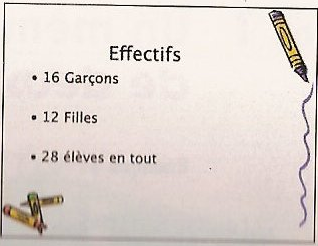 Effectifs
• 16 Garçons
• 12 Filles
• 28 élèves en tout